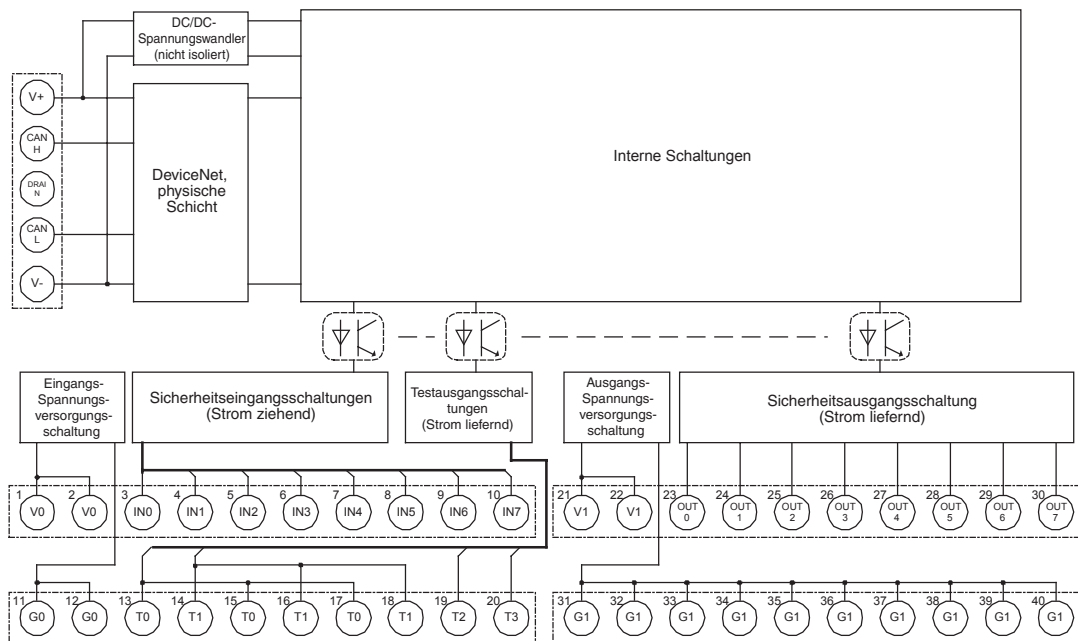 DC/DC-
Spannungswandler
(nicht isoliert)
V+
CAN
H
DRAI
N
CAN
L
V-
DeviceNet,
physische
Schicht
Interne Schaltungen
Eingangs-
Spannungs-
versorgungs-
schaltung
Sicherheitseingangsschaltungen
(Strom ziehend)
Testausgangsschal-
tungen
(Strom liefernd)
Ausgangs-
Spannungs-
versorgungs-
schaltung
Sicherheitsausgangsschaltung
(Strom liefernd)
1 2 3 4 5 6 7 8 9 10
V0 V0 IN0 IN1 IN2 IN3 IN4 IN5 IN6 IN7
21 22 23 24 25 26 27 28 29 30
V1 V1 OUT OUT OUT OUT OUT OUT OUT OUT
0 1 2 3 4 5 6 7
11 12 13 14 15 16 17 18 19 20
G0 G0 T0 T1 T0 T1 T0 T1 T2 T3
31 32 33 34 35 36 37 38 39 40
G1 G1 G1 G1 G1 G1 G1 G1 G1 G1